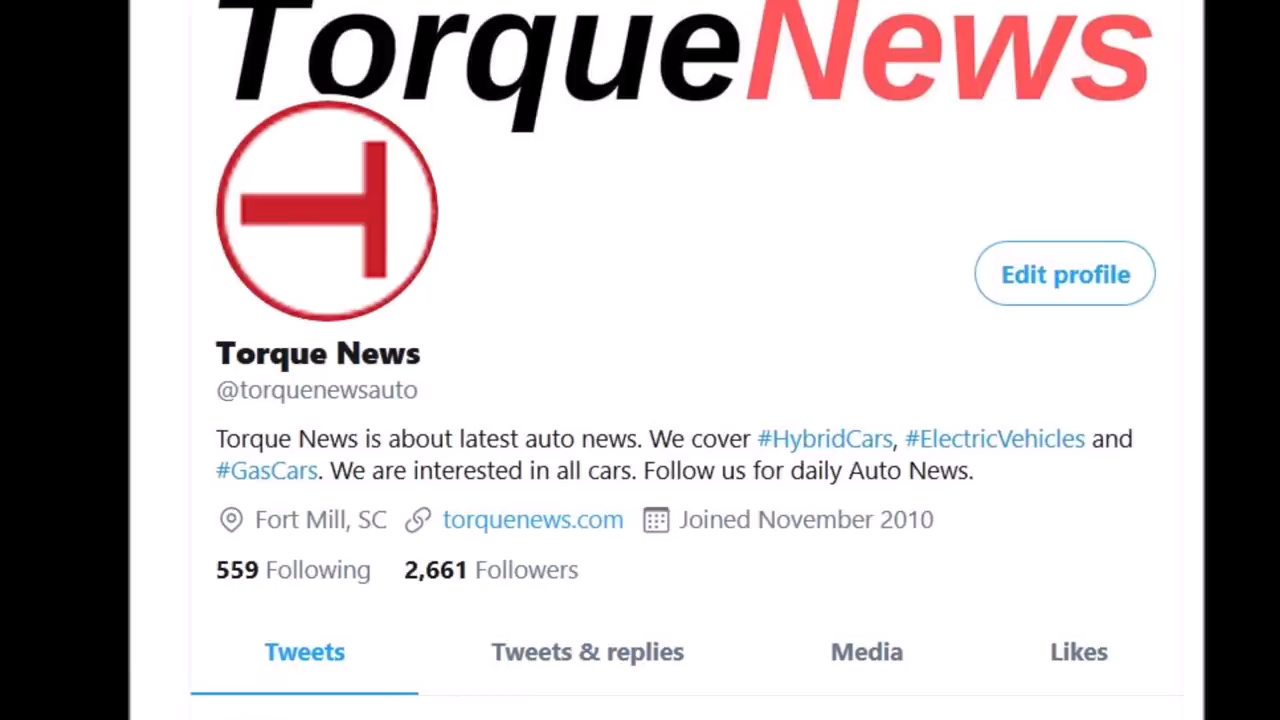 TorqueNews
T
Edit profile
Torque News
@torquenewsauto
Torque News is about latest auto news. We cover #HybridCars, #ElectricVehicles and
#GasCars. We are interested in all cars. Follow us for daily Auto News.
Fort Mill, SC torquenews.com Joined November 2010
559 Following 2,661 Followers
Tweets Tweets & replies Media Likes